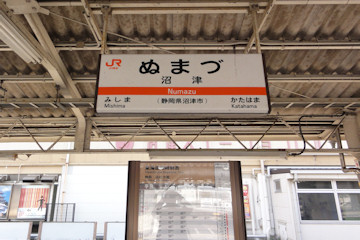 JR
ぬまづ
沼津
Numazu
みしま
Mishima
(静岡県沼津市)
かたはま
Katahama